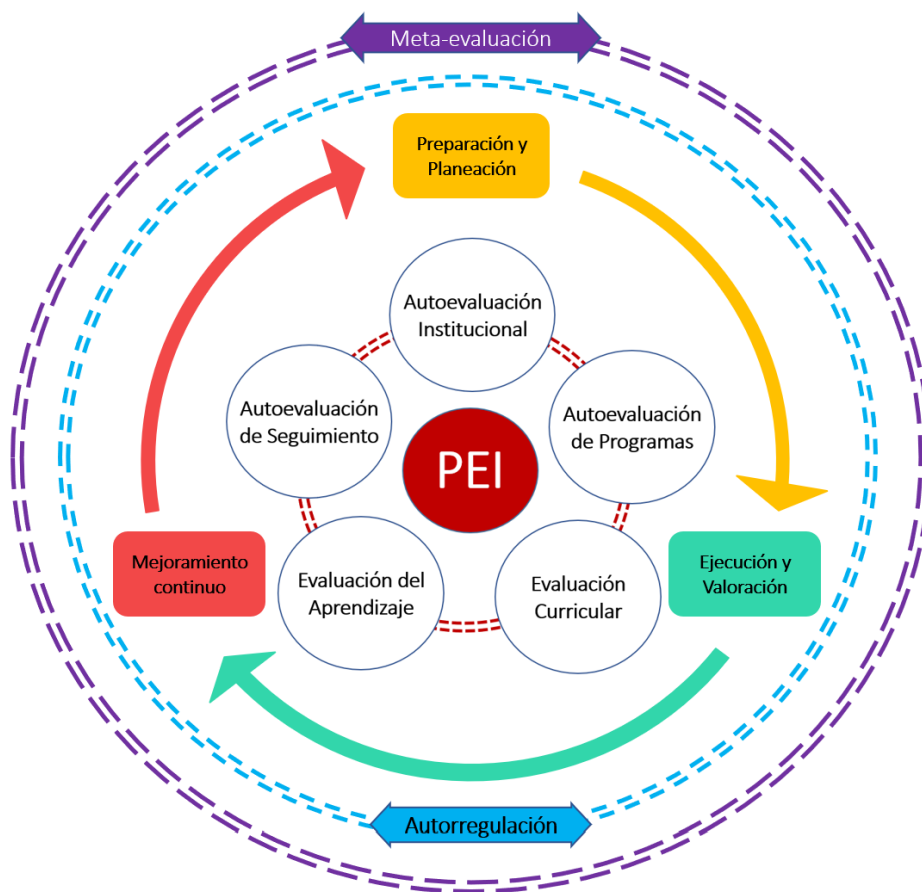 Meta-evaluación
Preparación y
Planeación
Autoevaluación
Institucional
Autoevaluación
de Seguimiento
Autoevaluación
de Programas
PEI
Mejoramiento
continuo
Ejecución y
Valoración
Evaluación del
Aprendizaje
Evaluación
Curricular
Autorregulación